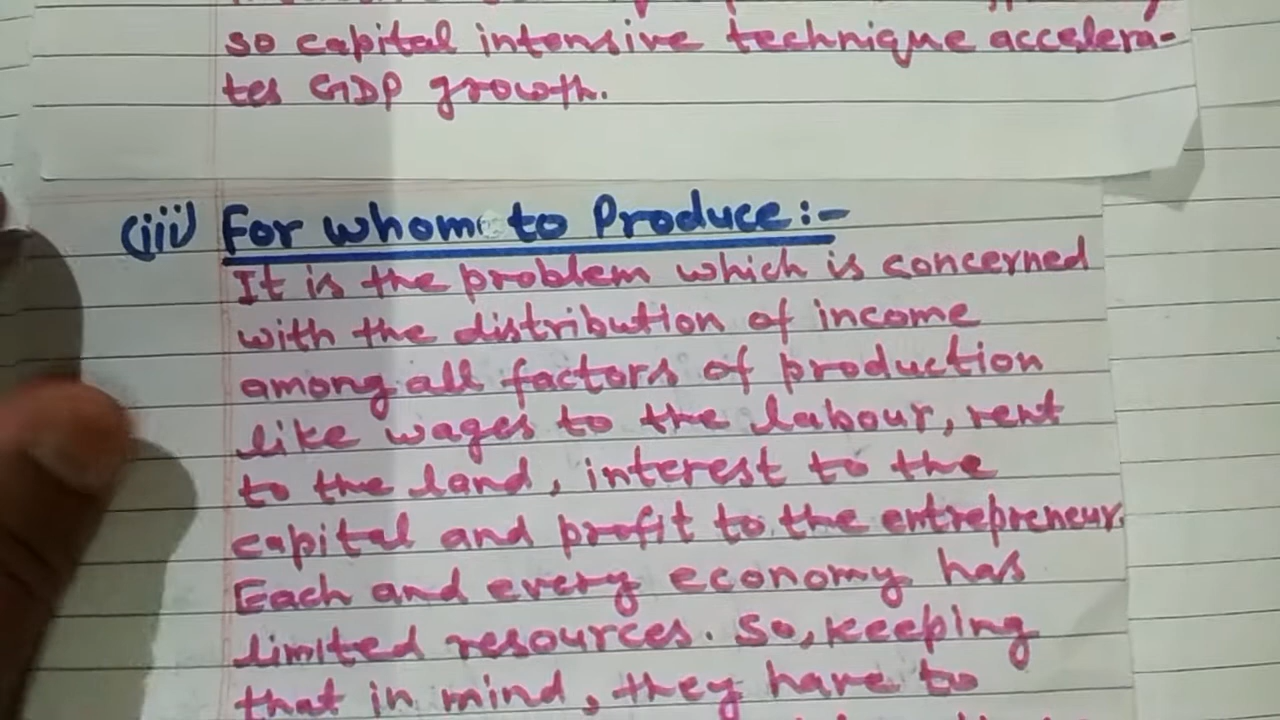 so capital intensive technique accelera-
tes GDP growth.
(iii) For whom to Produce:-
It is the problem which is concerned
with the distribution of income
among all factors of production
like wages to the labour, rent
to the land, interest to the
capital and profit to the entrepreneur.
Each and every economy has
limited resources. So, keeping
that in mind, they have to